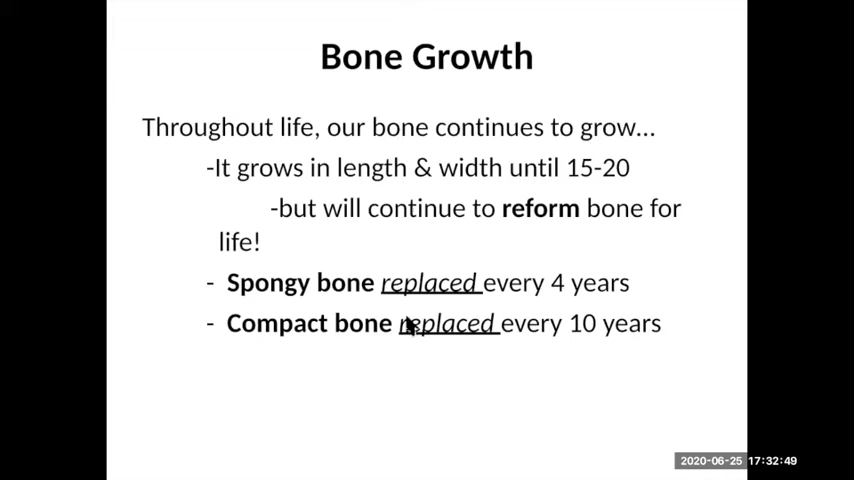 Bone Growth
Throughout life, our bone continues to grow...
-It grows in length & width until 15-20
-but will continue to reform bone for
life!
- Spongy bone replaced every 4 years
- Compact bone replaced every 10 years
2020-06-25 17:32:49